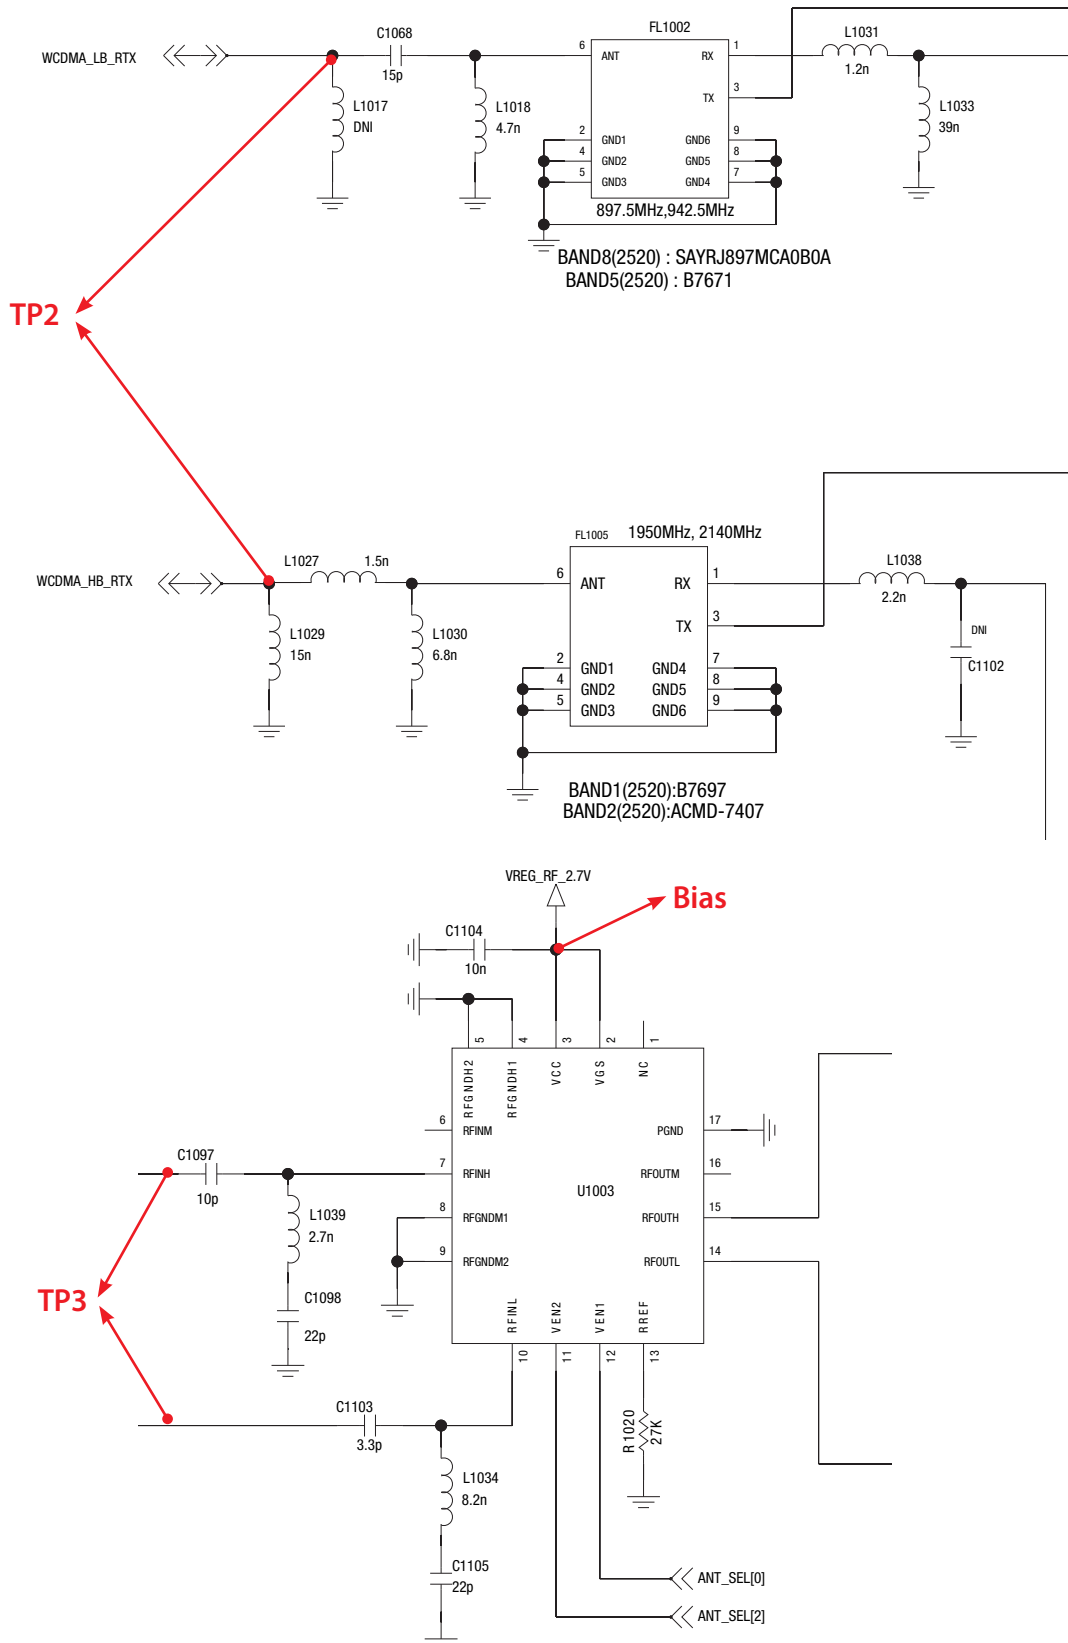 FL1002
C1068
L1031
WCDMA_LB_RTX
6
ANT
RX
1
15p
1.2n
TX
3
L1017
DNI
L1018
4.7n
L1033
39n
2
GND1
GND6
9
4
GND2
GND5
8
5
GND3
GND4
7
897.5MHz,942.5MHz
BAND8(2520) : SAYRJ897MCA0B0A
BAND5(2520) : B7671
TP2
FL1005
1950MHz, 2140MHz
L1027
1.5n
L1038
WCDMA_HB_RTX
6
ANT
RX
1
2.2n
TX
3
L1029
15n
L1030
6.8n
DNI
C1102
2
GND1
GND4
7
4
GND2
GND5
8
5
GND3
GND6
9
BAND1(2520):B7697
BAND2(2520):ACMD-7407
VREG_RF_2.7V
Bias
C1104
10n
5
4
3
2
1
RFGNDH2
RFGNDH1
VCC
VGS
NC
6
RFINM
PGND
17
C1097
10p
7
RFINH
RFOUTM
16
U1003
L1039
2.7n
8
RFGNDM1
RFOUTH
15
9
RFGNDM2
RFOUTL
14
TP3
C1098
22p
RFINL
VEN2
VEN1
RREF
10
11
12
13
C1103
3.3p
R1020
27K
L1034
8.2n
C1105
22p
ANT_SEL[0]
ANT_SEL[2]